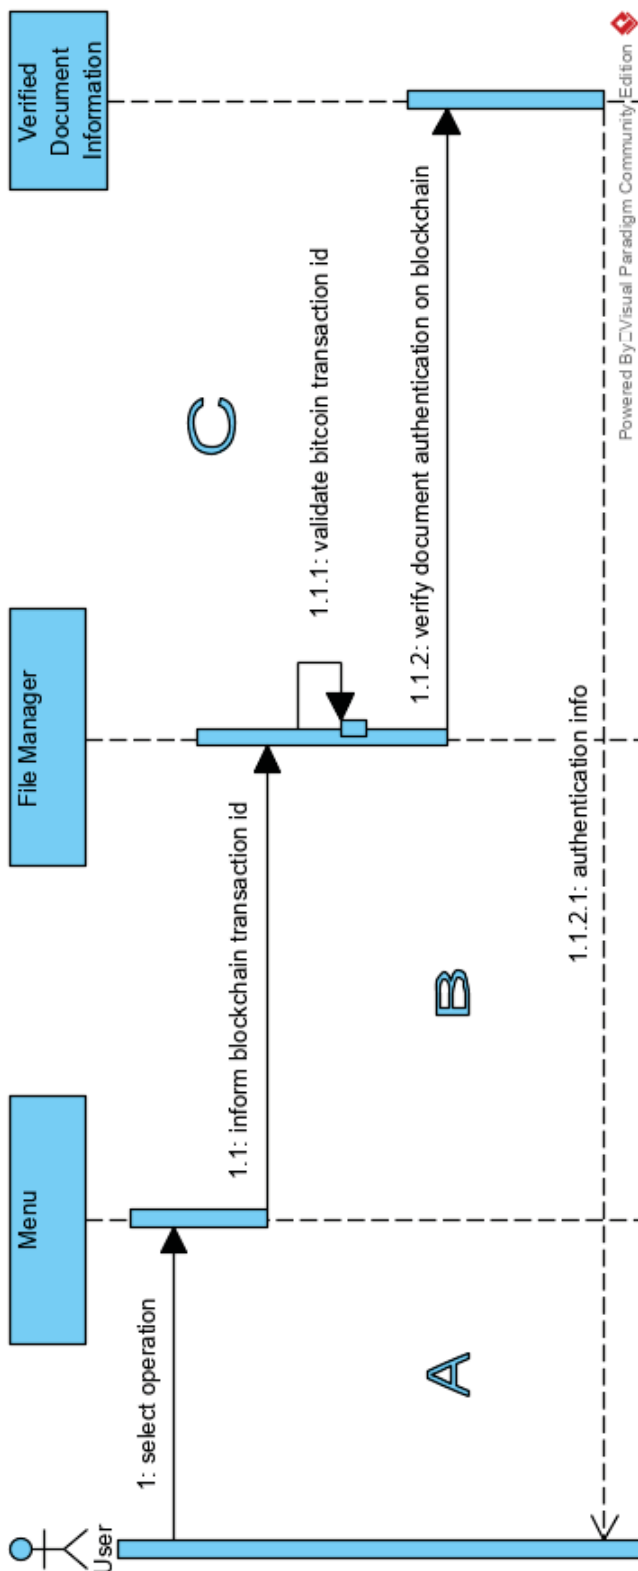 User
Menu
File Manager
Verified
Document
Information
1: select operation
1.1: inform blockchain transaction id
C
1.1.1: validate bitcoin transaction id
A
B
1.1.2: verify document authentication on blockchain
1.1.2.1: authentication info
Powered By□Visual Paradigm Community Edition